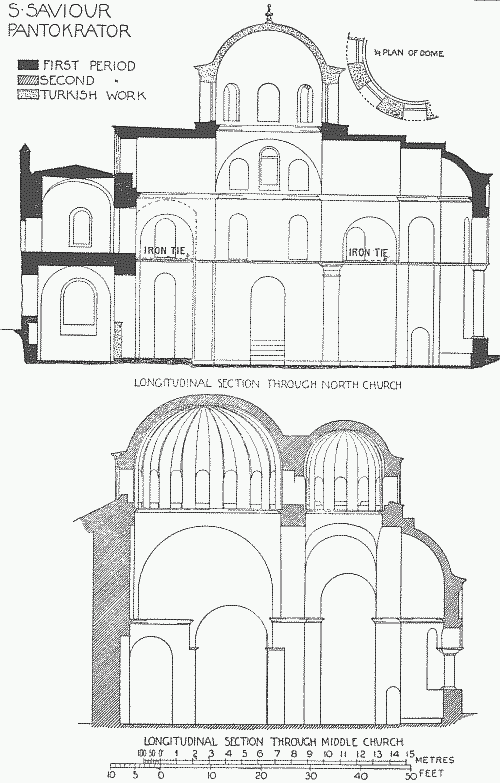 S·SAVIOUR
PANTOKRATOR
FIRST PERIOD
SECOND "
TURKISH WORK
½ PLAN OF DOME
IRON TIE
IRON TIE
LONGITUDINAL SECTION THROUGH NORTH CHURCH
LONGITUDINAL SECTION THROUGH MIDDLE CHURCH
100 50 0 1 2 3 4 5 6 7 8 9 10 11 12 13 14 15 METRES
10 5 0 10 20 30 40 50 FEET